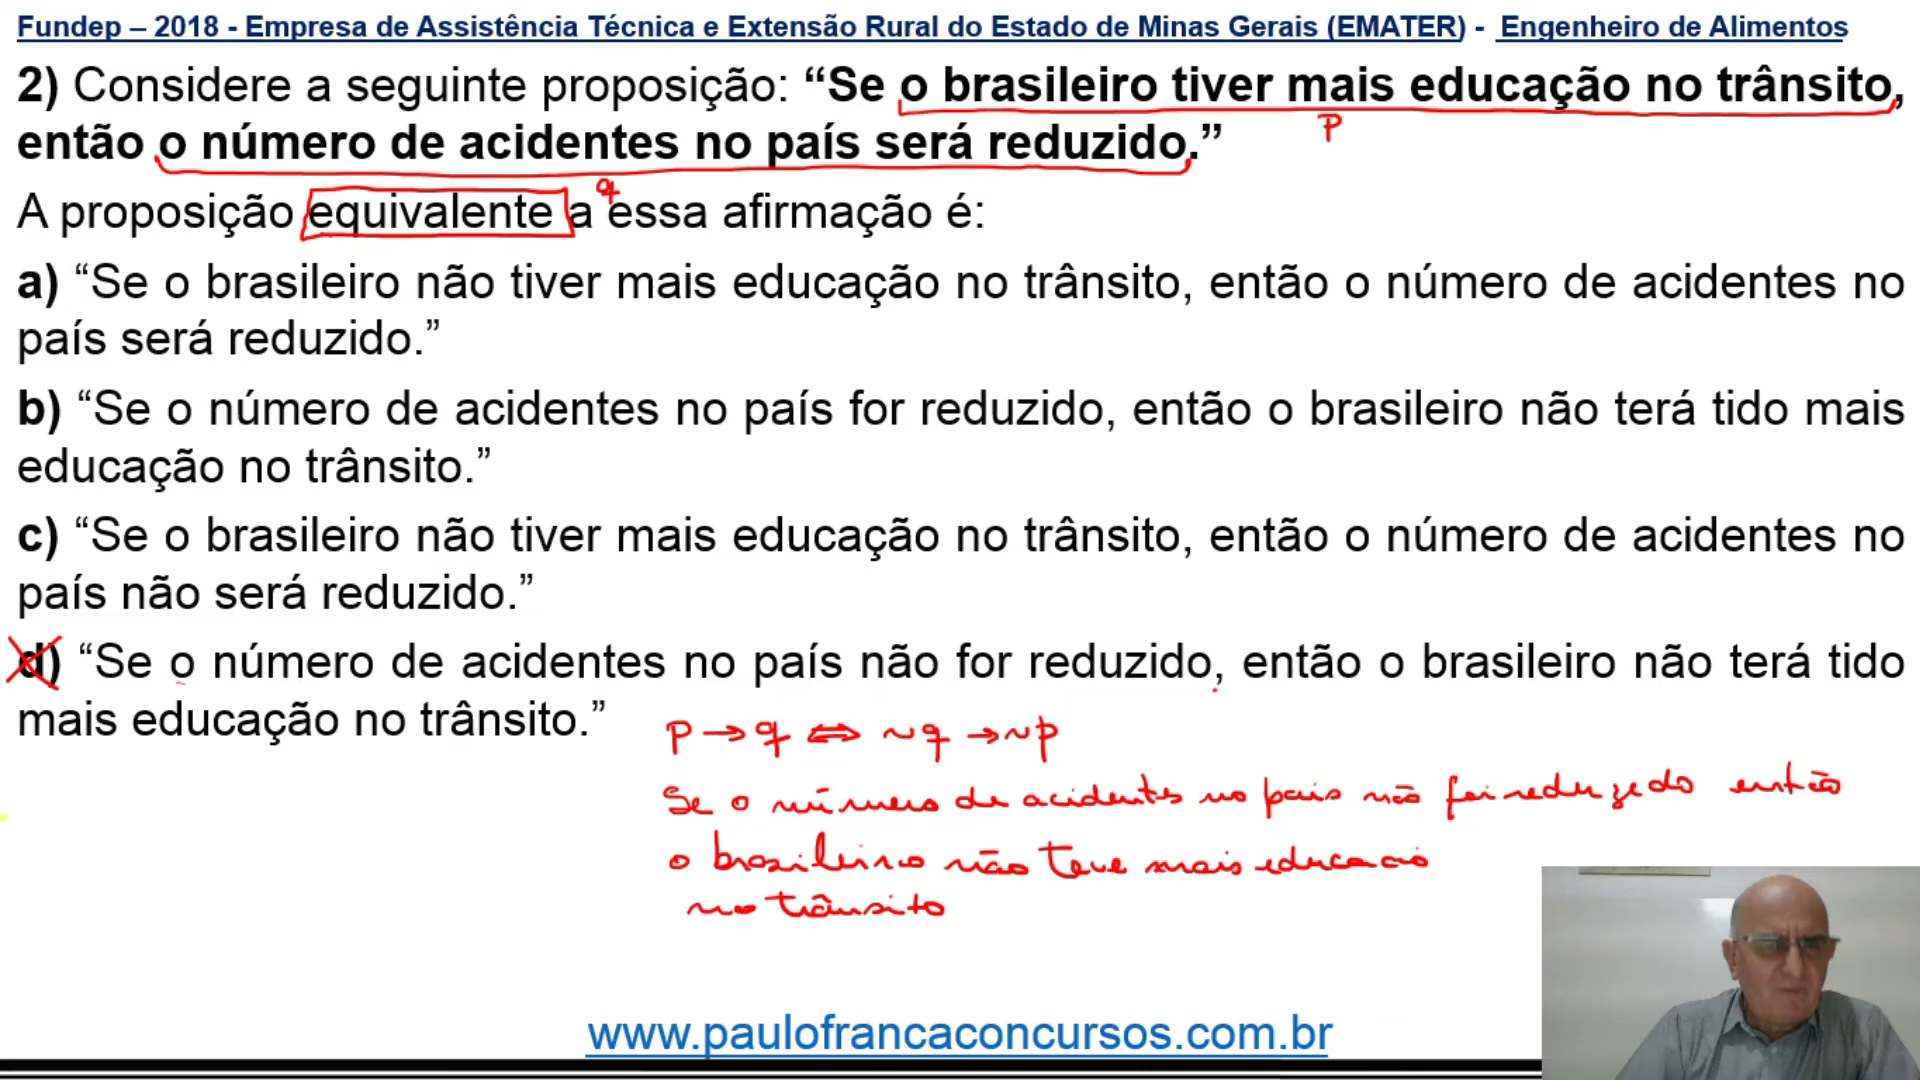 Fundep – 2018 - Empresa de Assistência Técnica e Extensão Rural do Estado de Minas Gerais (EMATER) - Engenheiro de Alimentos
2) Considere a seguinte proposição: “Se o brasileiro tiver mais educação no trânsito,
p
então o número de acidentes no país será reduzido.”
q
A proposição equivalente a essa afirmação é:
a) “Se o brasileiro não tiver mais educação no trânsito, então o número de acidentes no
país será reduzido.”
b) “Se o número de acidentes no país for reduzido, então o brasileiro não terá tido mais
educação no trânsito.”
c) “Se o brasileiro não tiver mais educação no trânsito, então o número de acidentes no
país não será reduzido.”
d) “Se o número de acidentes no país não for reduzido, então o brasileiro não terá tido
mais educação no trânsito.”
p → q ⇔ ~q → ~p
Se o número de acidentes no país não foi reduzido então
o brasileiro não teve mais educação
no trânsito
www.paulofrancaconcursos.com.br